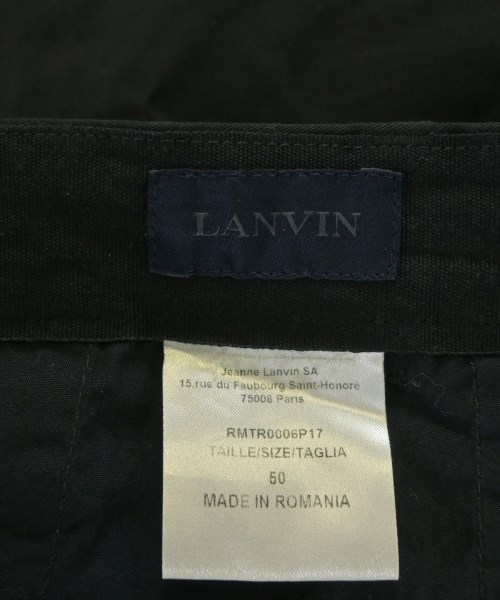 LANVIN
Jeanne Lanvin SA
15,rue du Faubourg Saint-Honoré
75008 Paris
RMTR0006P17
TAILLE/SIZE/TAGLIA
50
MADE IN ROMANIA